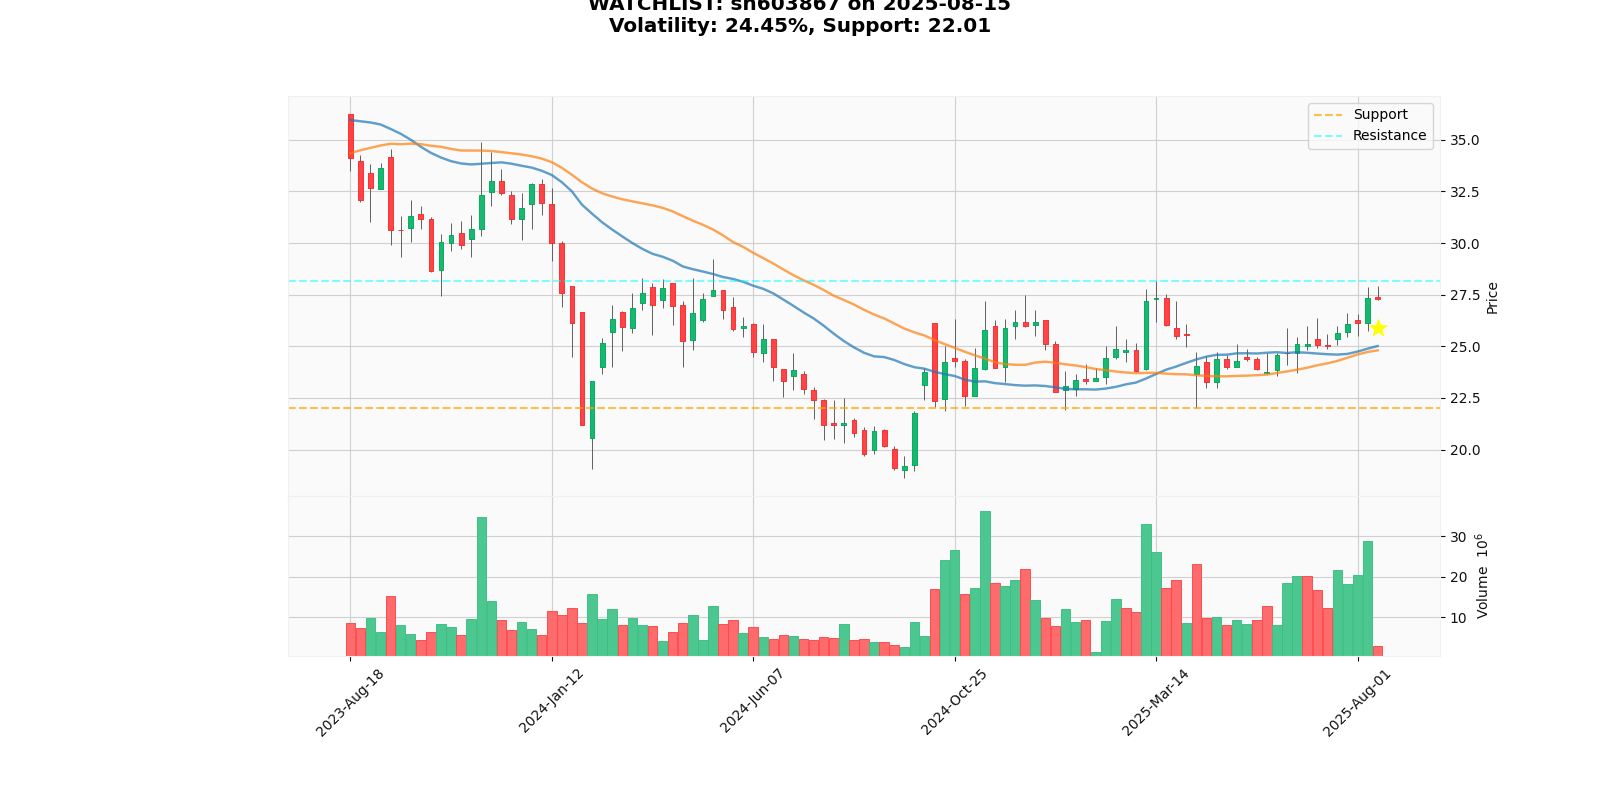 WATCHLIST: sh603867 on 2025-08-15
Volatility: 24.45%, Support: 22.01
Support
Resistance
35.0
32.5
30.0
27.5
25.0
22.5
20.0
Price
30
20
10
Volume 10⁶
2023-Aug-18
2024-Jan-12
2024-Jun-07
2024-Oct-25
2025-Mar-14
2025-Aug-01